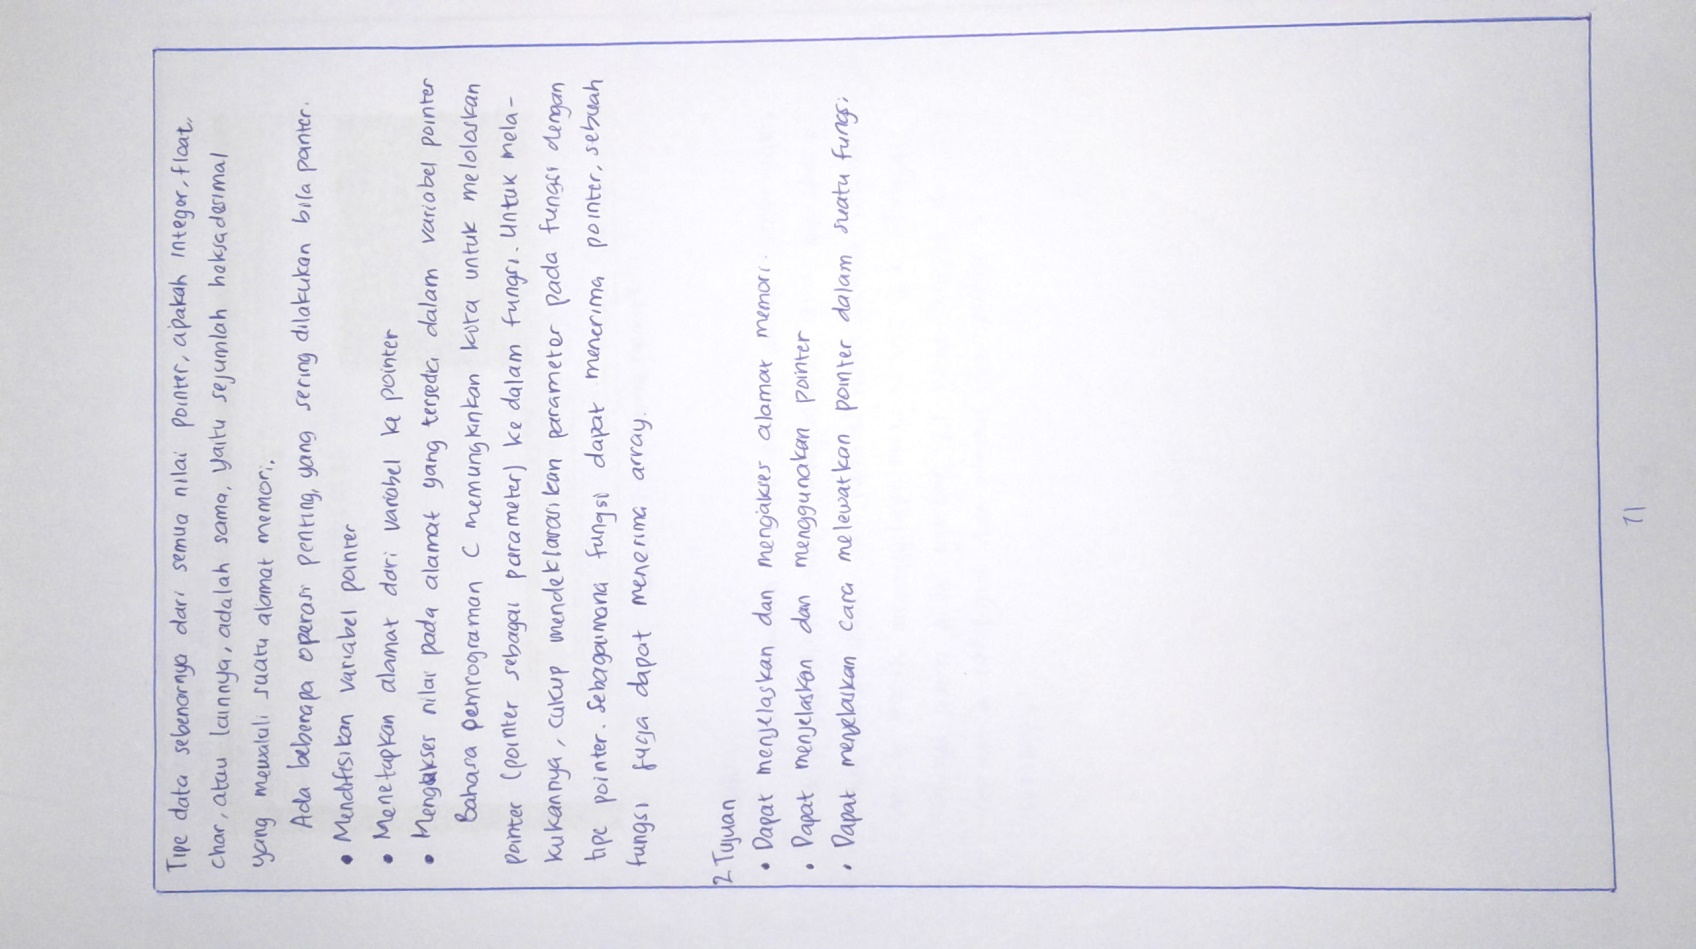 Tipe data sebenarnya dari semua nilai pointer, apakah integer, float,
char, atau lainnya, adalah sama, yaitu sejumlah heksadesimal
yang mewaluli suatu alamat memori.
Ada beberapa operasi penting, yang sering dilakukan bila panter.
• Mendifisikan variabel pointer
• Menetapkan alamat dari variabel ke pointer
• Mengakses nilai pada alamat yang tersedia dalam variabel pointer
Bahasa pemrograman C memungkinkan kita untuk meloloskan
pointer (pointer sebagai parameter) ke dalam fungsi. Untuk mela-
kukannya, cukup mendeklarasikan parameter pada fungsi dengan
tipe pointer. Sebagaimana fungsi dapat menerima pointer, sebuah
fungsi juga dapat menerima array.
2 Tujuan
• Dapat menjelaskan dan mengakses alamat memori.
• Dapat menjelaskan dan menggunakan pointer
• Dapat menjelaskan cara melewatkan pointer dalam suatu fungsi
71